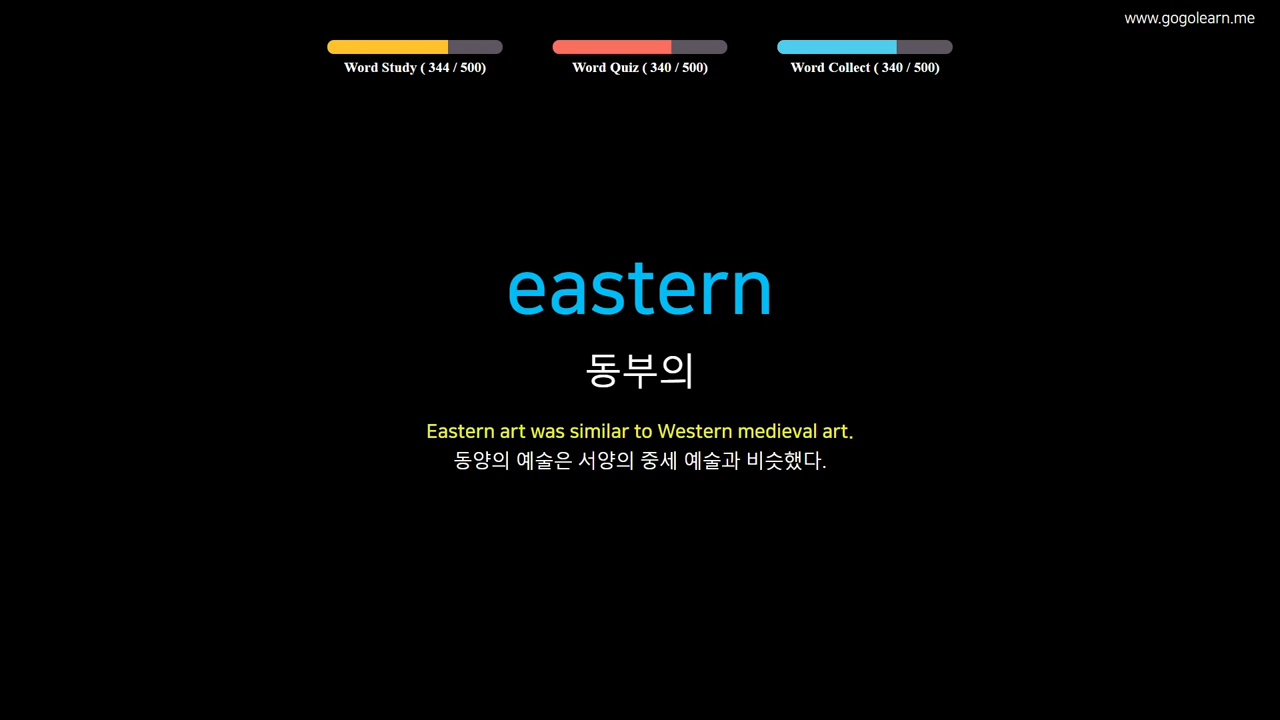 www.gogolearn.me
Word Study ( 344 / 500)
Word Quiz ( 340 / 500)
Word Collect ( 340 / 500)
eastern
동부의
Eastern art was similar to Western medieval art.
동양의 예술은 서양의 중세 예술과 비슷했다.